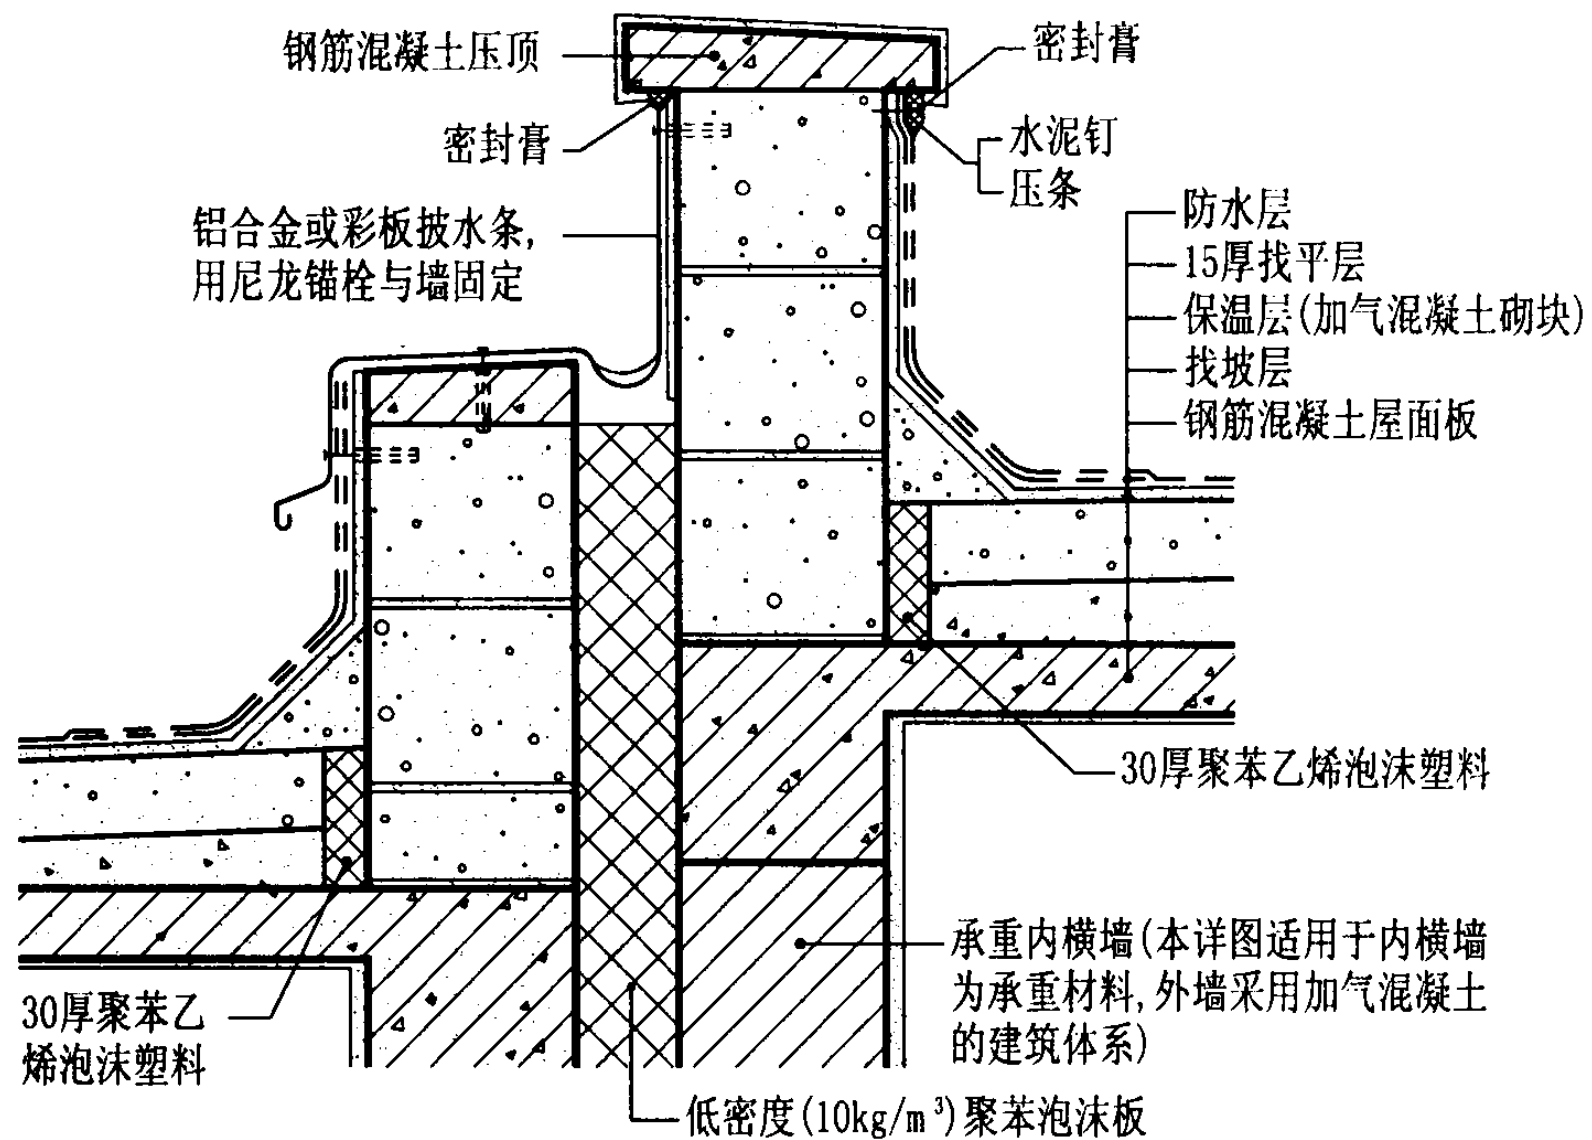 钢筋混凝土压顶
密封膏
密封膏
水泥钉
压条
铝合金或彩板披水条,
用尼龙锚栓与墙固定
防水层
15厚找平层
保温层(加气混凝土砌块)
找坡层
钢筋混凝土屋面板
30厚聚苯乙烯泡沫塑料
承重内横墙(本详图适用于内横墙
为承重材料,外墙采用加气混凝土
的建筑体系)
30厚聚苯乙
烯泡沫塑料
低密度(10kg/m³)聚苯泡沫板